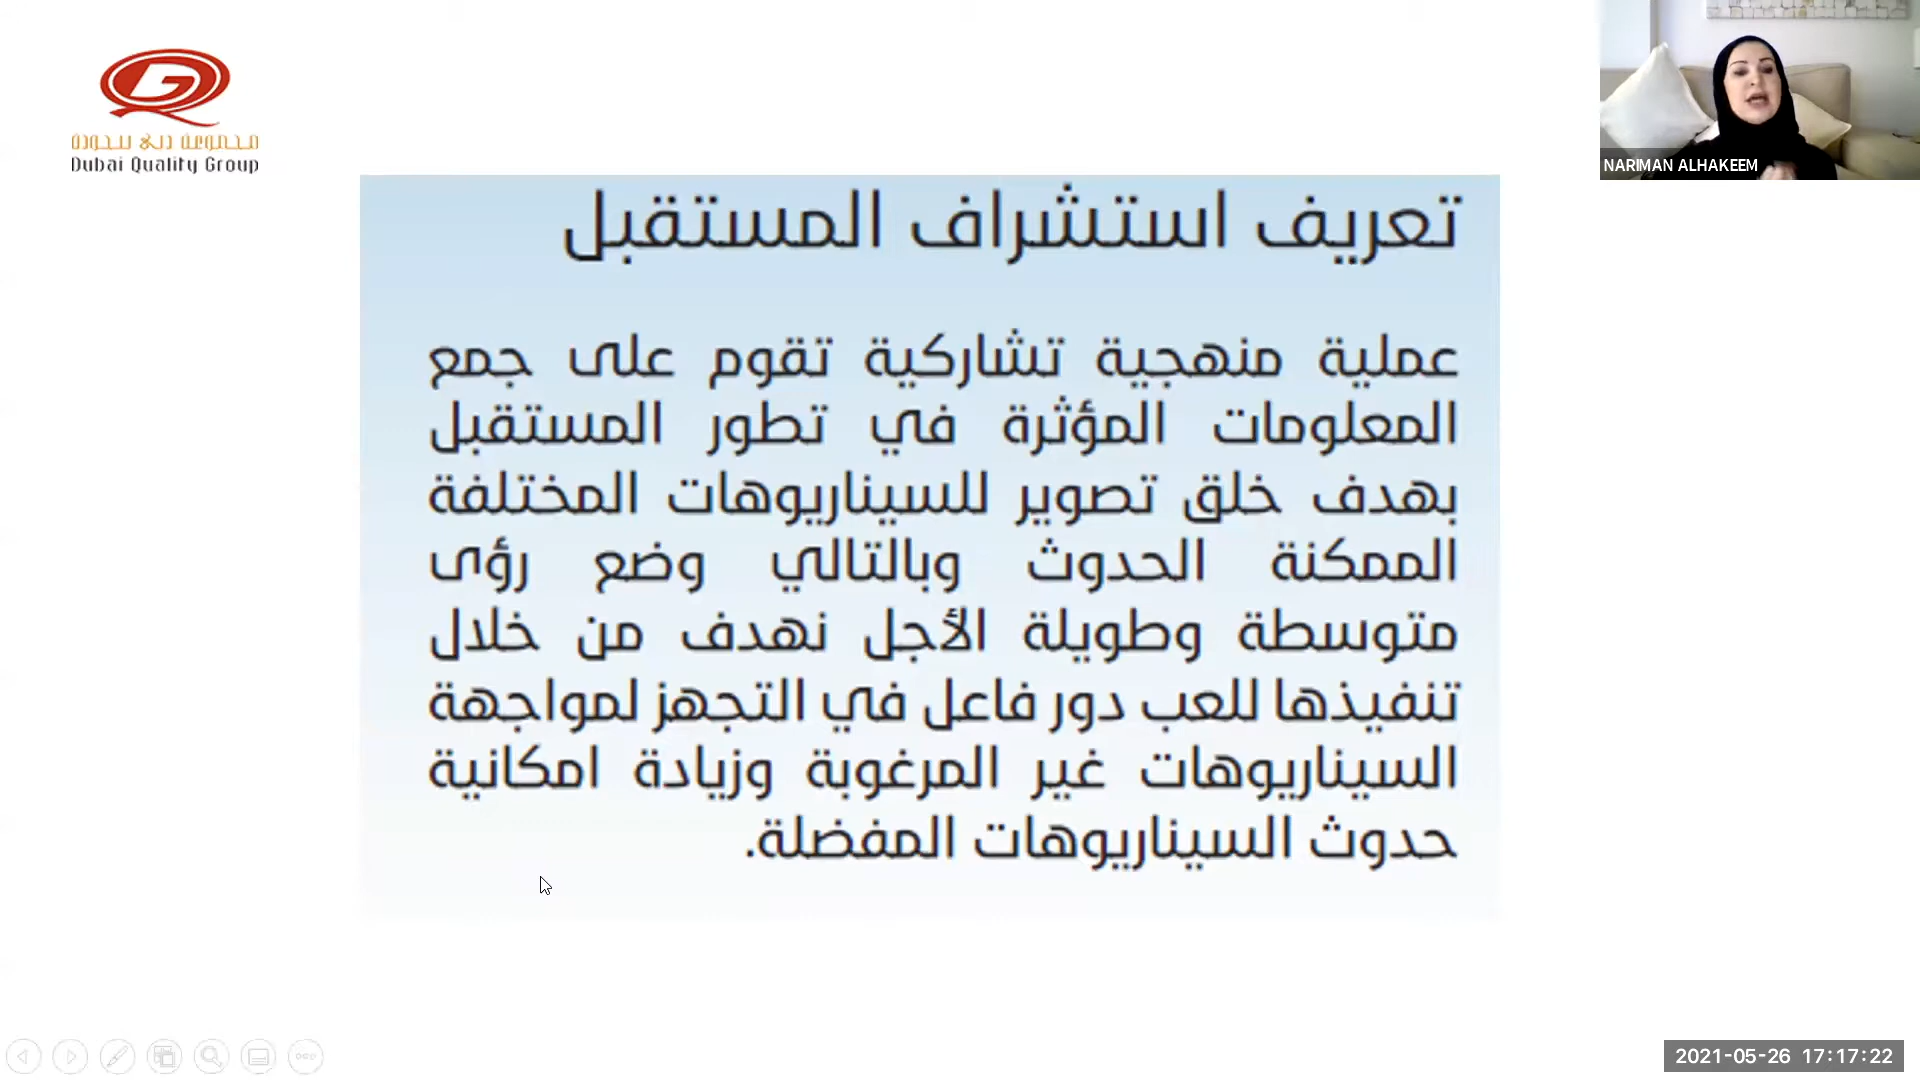 مجموعة دبي للجودة
Dubai Quality Group
NARIMAN ALHAKEEM
تعريف استشراف المستقبل
عملية منهجية تشاركية تقوم على جمع
المعلومات المؤثرة في تطور المستقبل
بهدف خلق تصوير للسيناريوهات المختلفة
الممكنة الحدوث وبالتالي وضع رؤى
متوسطة وطويلة الأجل نهدف من خلال
تنفيذها للعب دور فاعل في التجهز لمواجهة
السيناريوهات غير المرغوبة وزيادة امكانية
حدوث السيناريوهات المفضلة.
2021-05-26 17:17:22